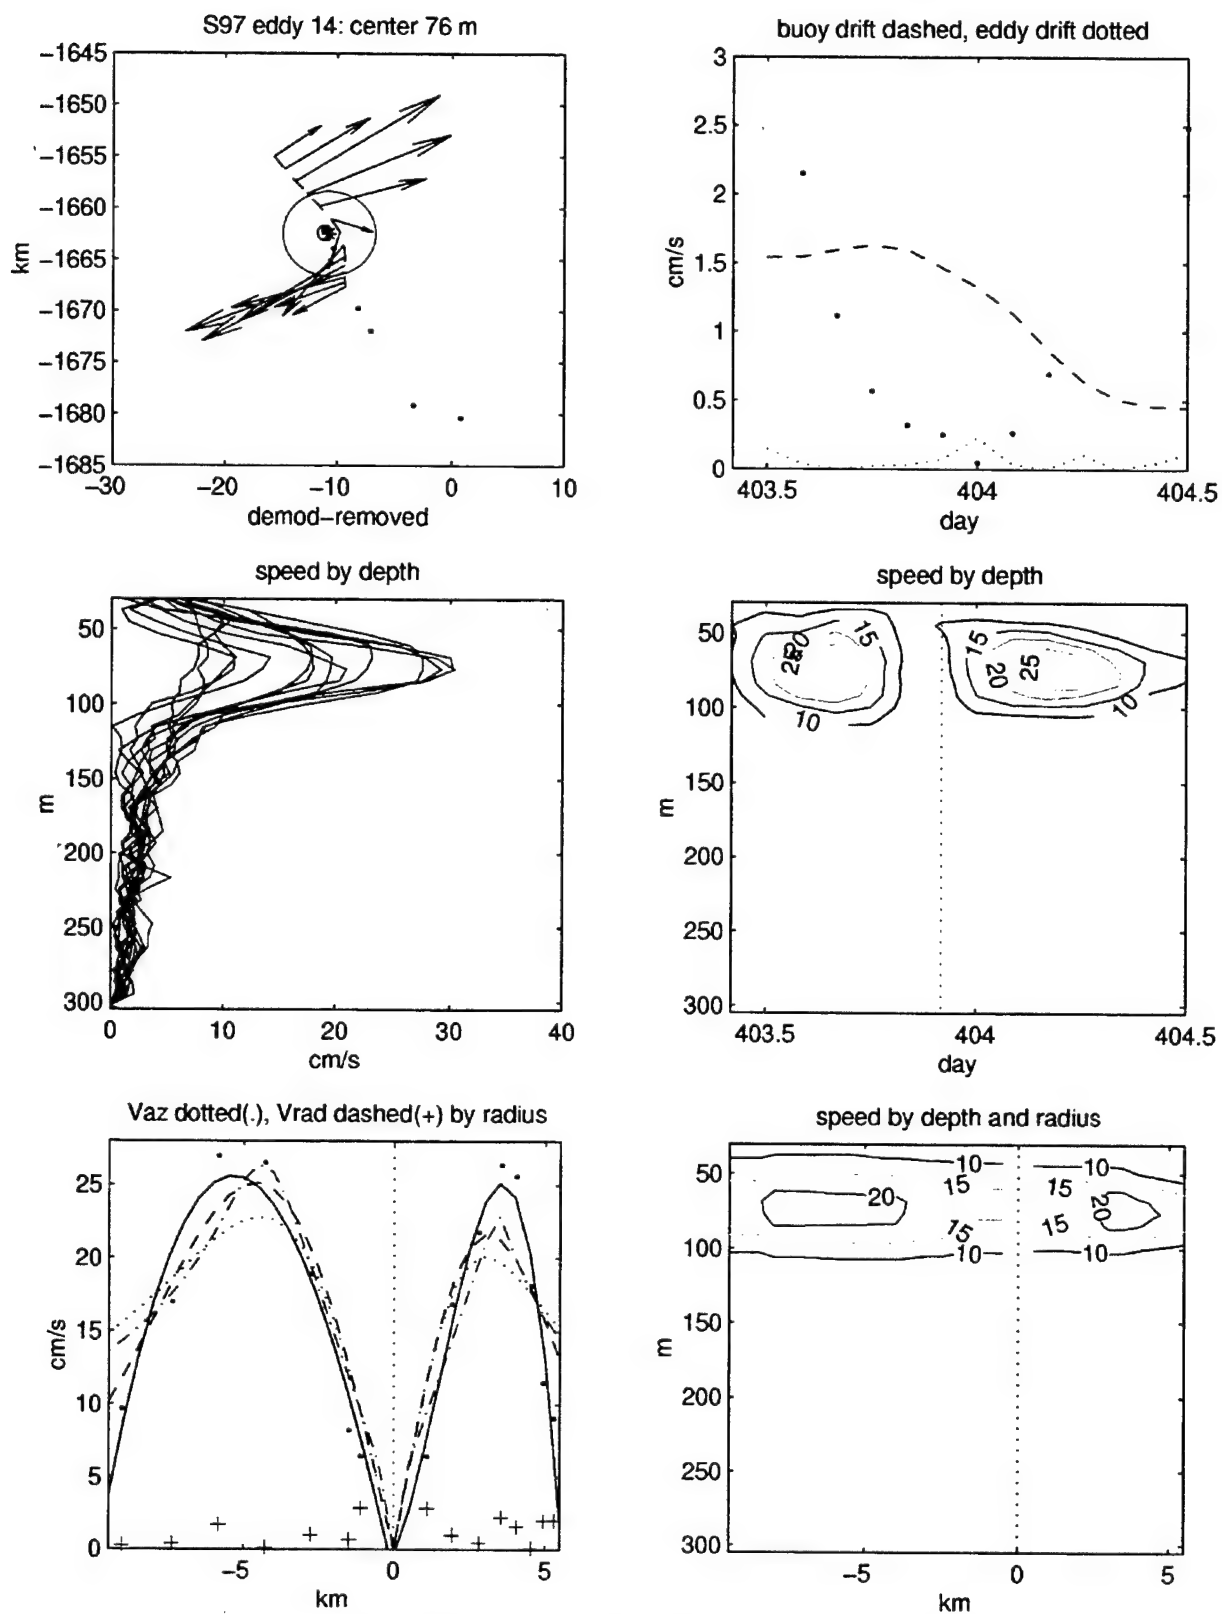 S97 eddy 14: center 76 m
−1645
−1650
−1655
−1660
−1665
−1670
−1675
−1680
−1685
km
−30 −20 −10 0 10
demod−removed
buoy drift dashed, eddy drift dotted
3
2.5
2
1.5
1
0.5
0
cm/s
403.5 404 404.5
day
speed by depth
50
100
150
200
250
300
m
0 10 20 30 40
cm/s
speed by depth
50
100
150
200
250
300
m
20
25
15
10
15
20
25
10
403.5 404 404.5
day
Vaz dotted(.), Vrad dashed(+) by radius
25
20
15
10
5
0
cm/s
−5 0 5
km
speed by depth and radius
50
100
150
200
250
300
m
10 10
15 15
20 20
15 15
10 10
−5 0 5
km